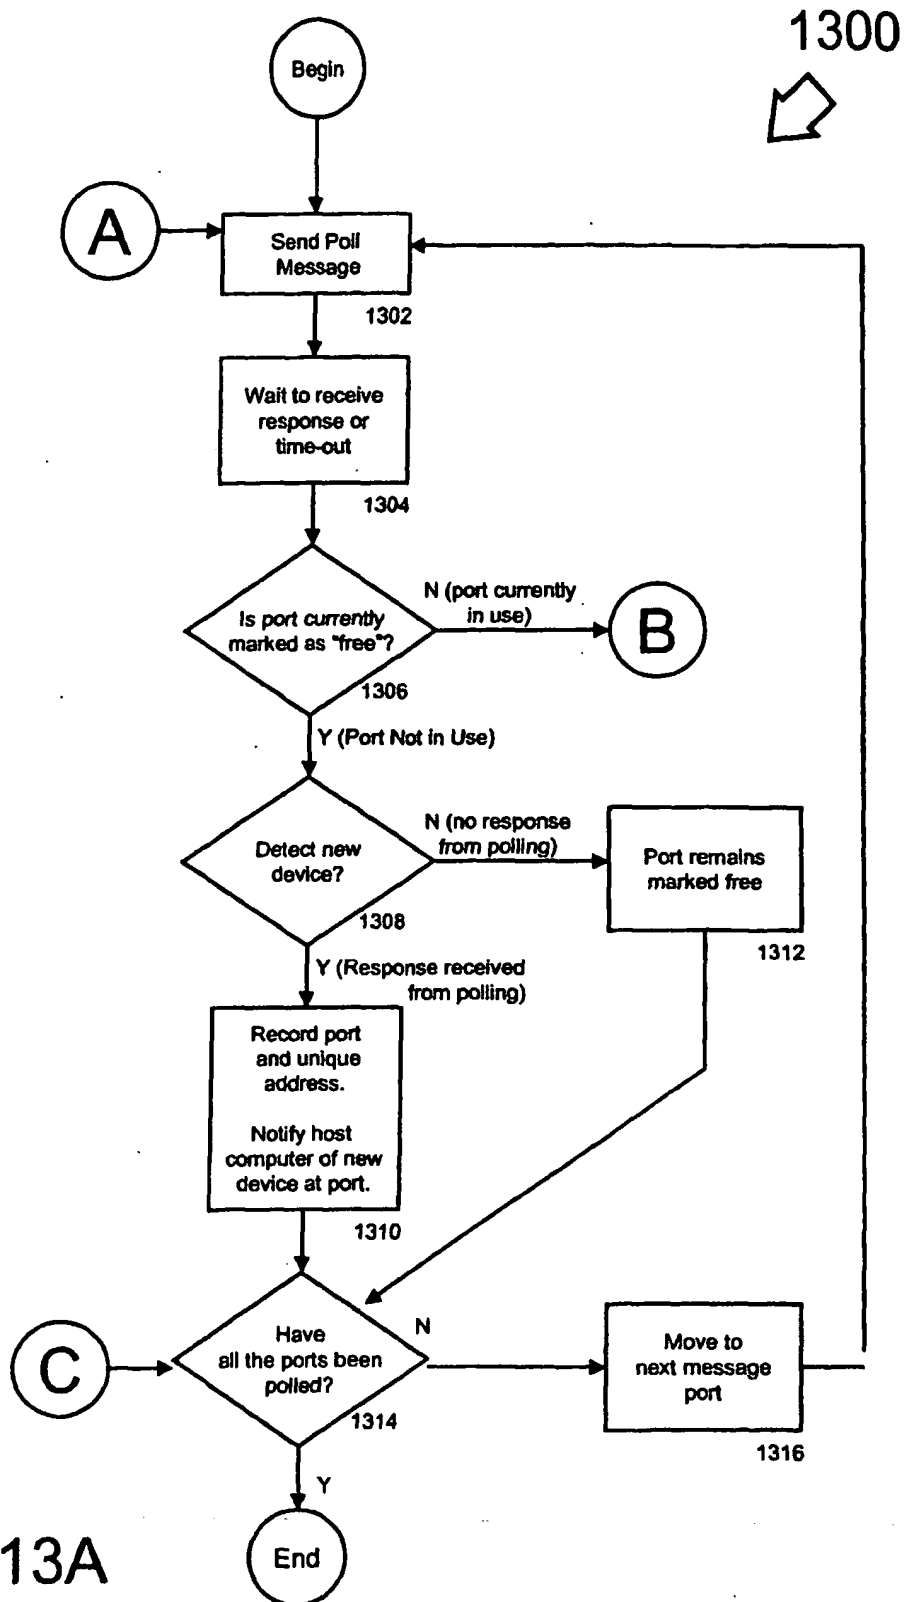 1300
Begin
A
Send Poll
Message
1302
Wait to receive
response or
time-out
1304
Is port currently
marked as "free"?
1306
N (port currently
in use)
B
Y (Port Not in Use)
Detect new
device?
1308
N (no response
from polling)
Port remains
marked free
1312
Y (Response received
from polling)
Record port
and unique
address.
Notify host
computer of new
device at port.
1310
C
Have
all the ports been
polled?
1314
N
Move to
next message
port
1316
Y
End
13A